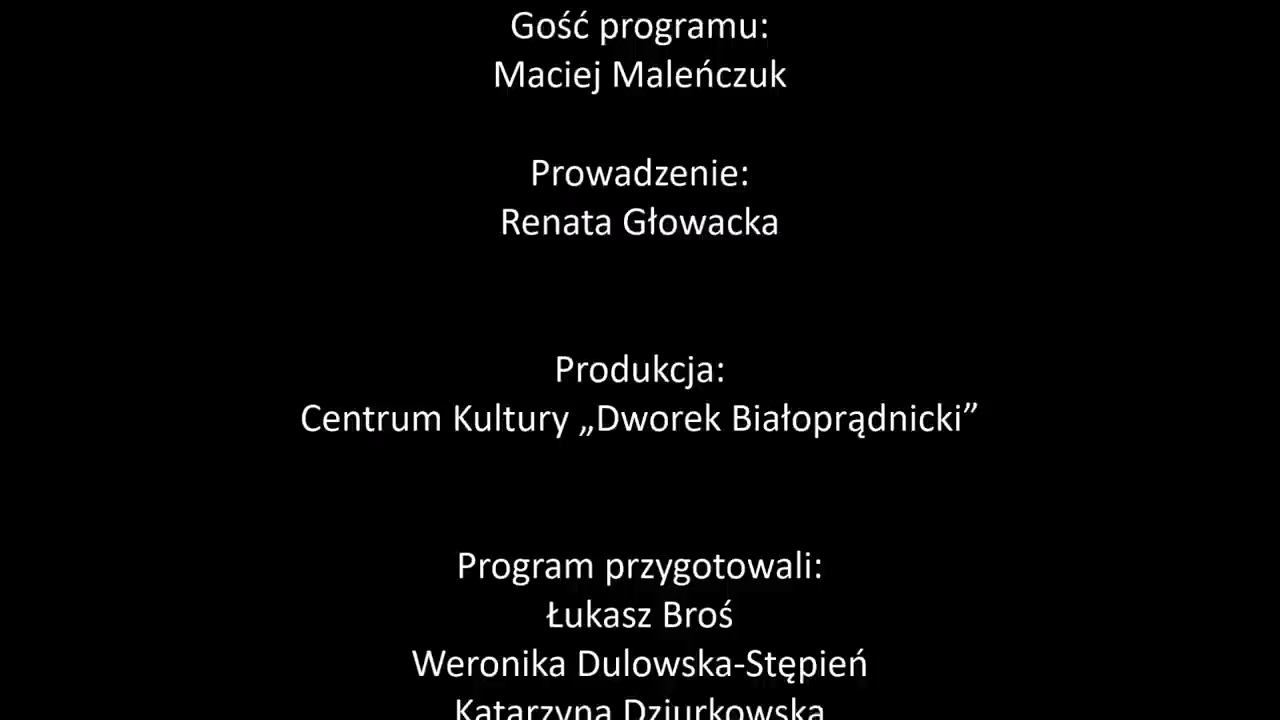 Gość programu:
Maciej Maleńczuk
Prowadzenie:
Renata Głowacka
Produkcja:
Centrum Kultury „Dworek Białoprądnicki”
Program przygotowali:
Łukasz Broś
Weronika Dulowska-Stępień
Katarzyna Dziurkowska